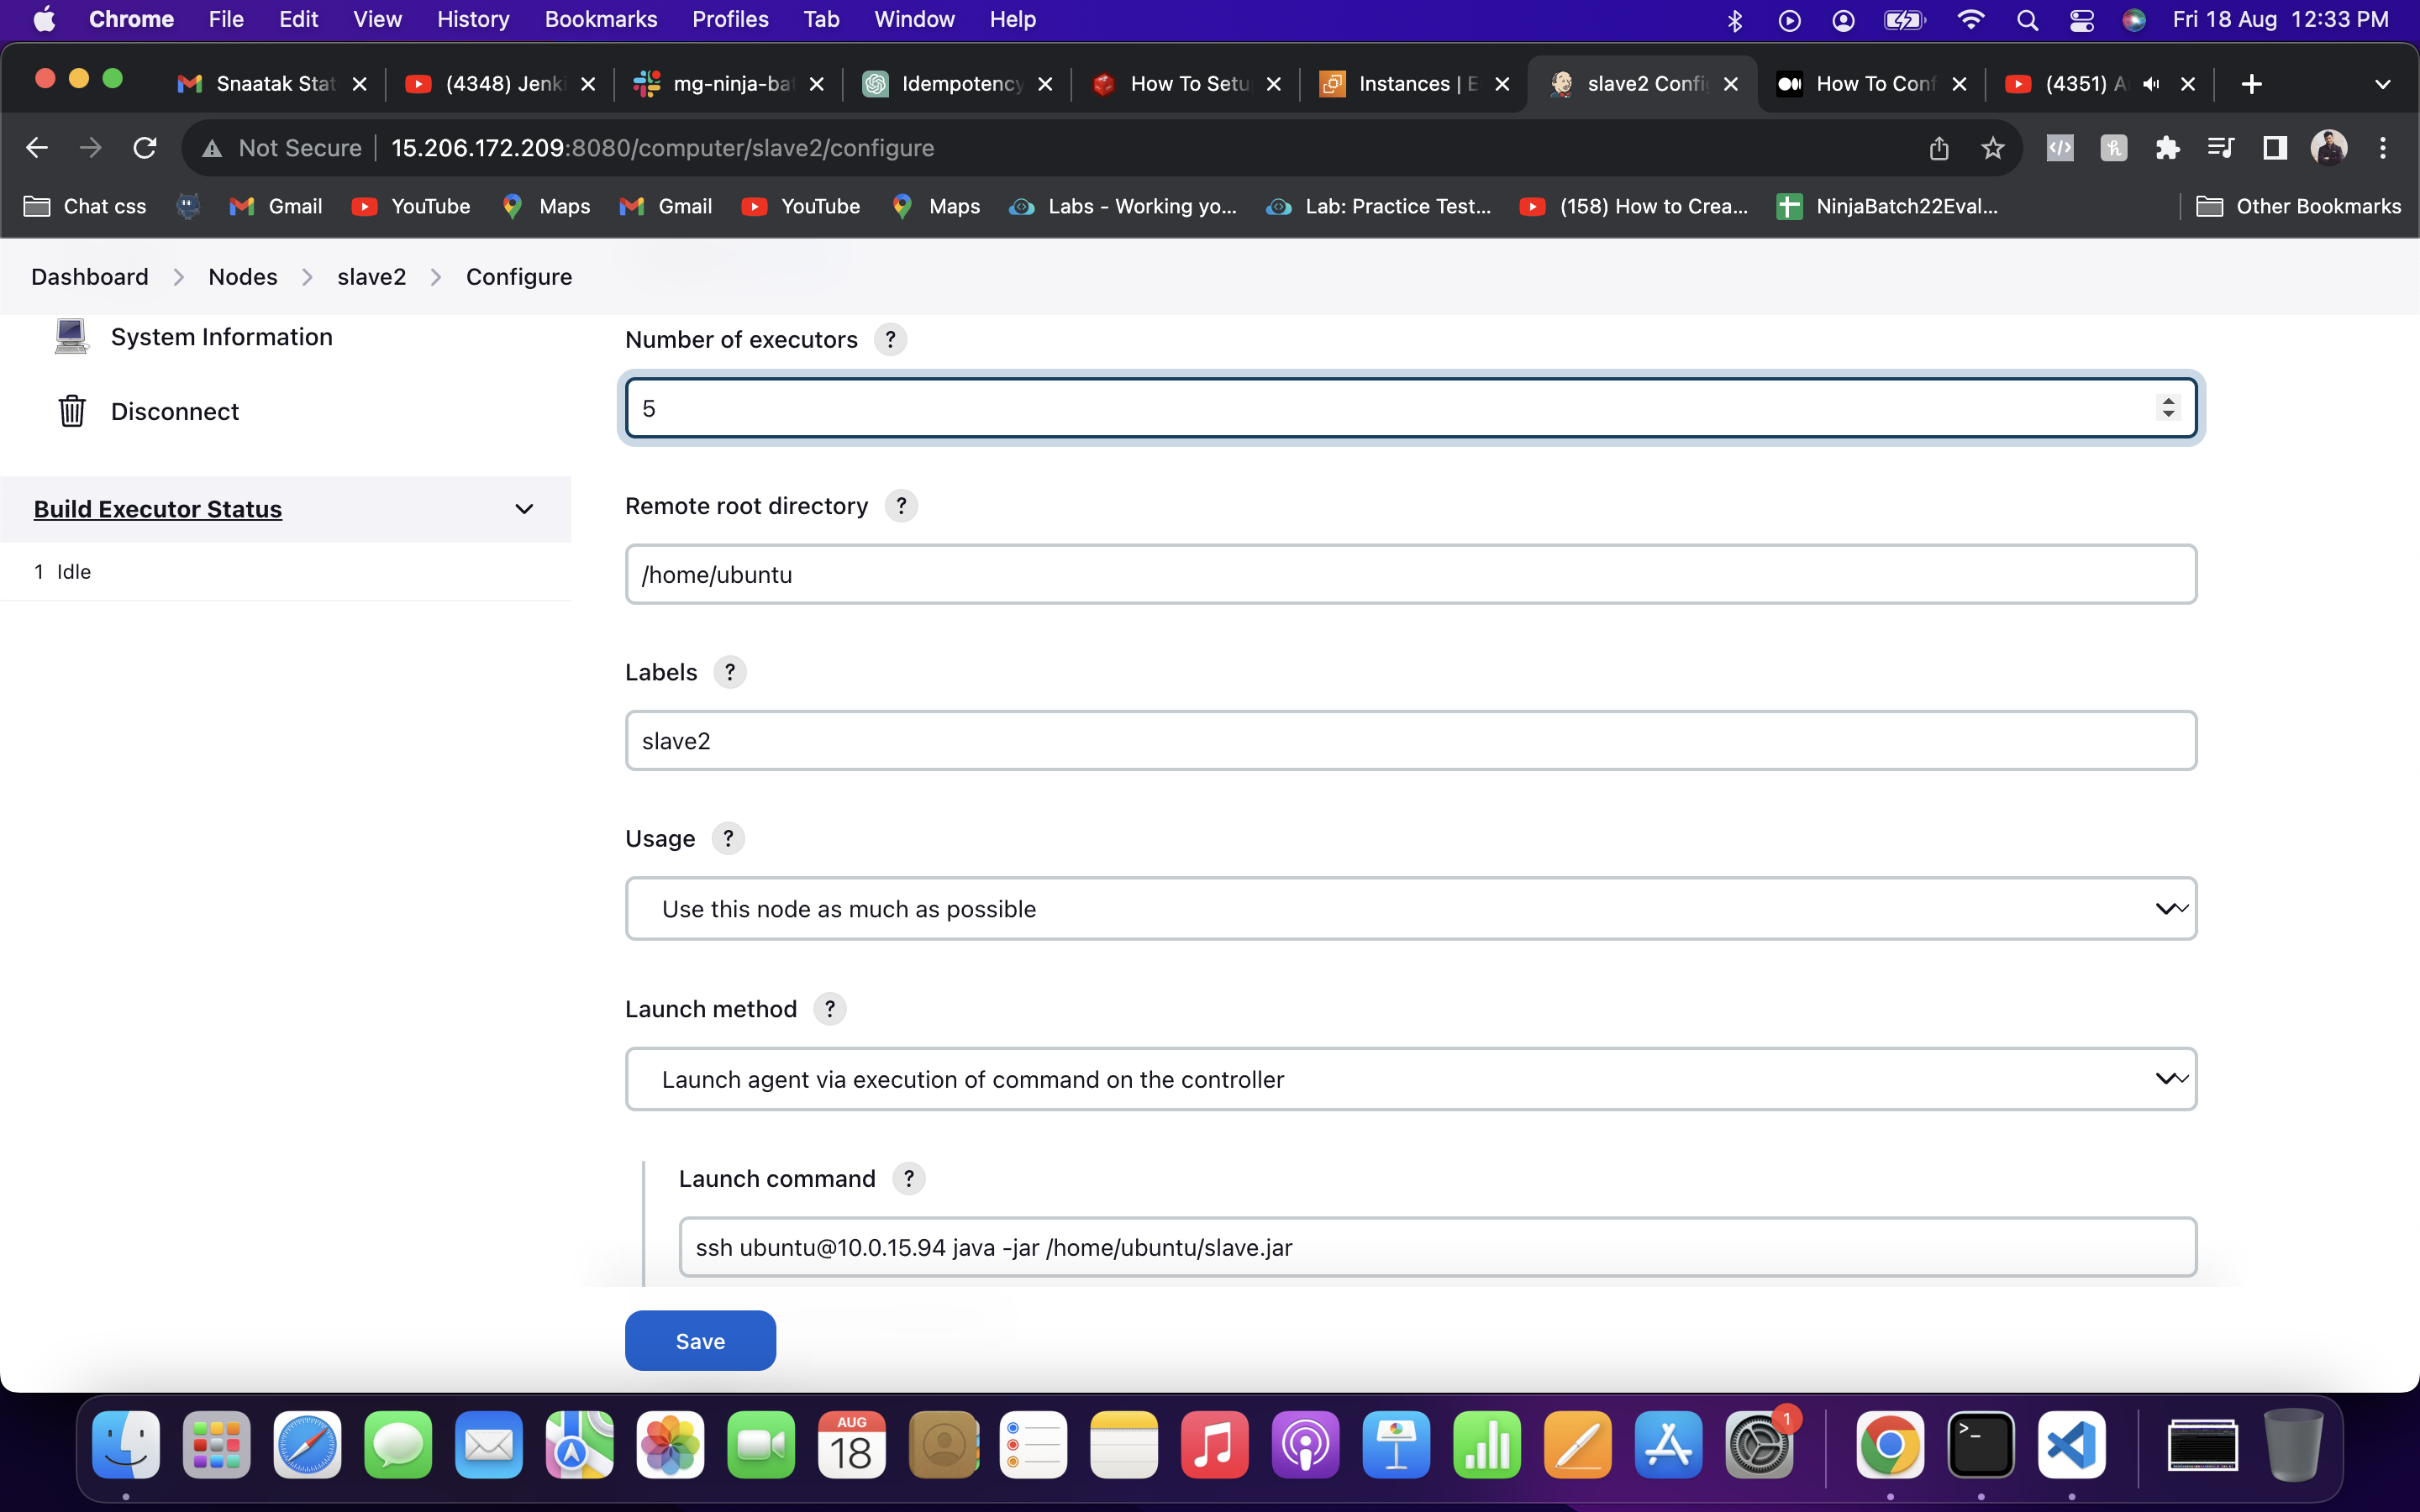 Chrome File Edit View History Bookmarks Profiles Tab Window Help Fri 18 Aug 12:33 PM
Snaatak Stat (4348) Jenki mg-ninja-bat Idempotency How To Setu Instances | E slave2 Config How To Conf (4351) A
Not Secure 15.206.172.209:8080/computer/slave2/configure
Chat css Gmail YouTube Maps Gmail YouTube Maps Labs - Working yo... Lab: Practice Test... (158) How to Crea... NinjaBatch22Eval... Other Bookmarks
Dashboard Nodes slave2 Configure
System Information
Disconnect
Build Executor Status
1 Idle
Number of executors ?
5
Remote root directory ?
/home/ubuntu
Labels ?
slave2
Usage ?
Use this node as much as possible
Launch method ?
Launch agent via execution of command on the controller
Launch command ?
ssh ubuntu@10.0.15.94 java -jar /home/ubuntu/slave.jar
Save
AUG
18
1